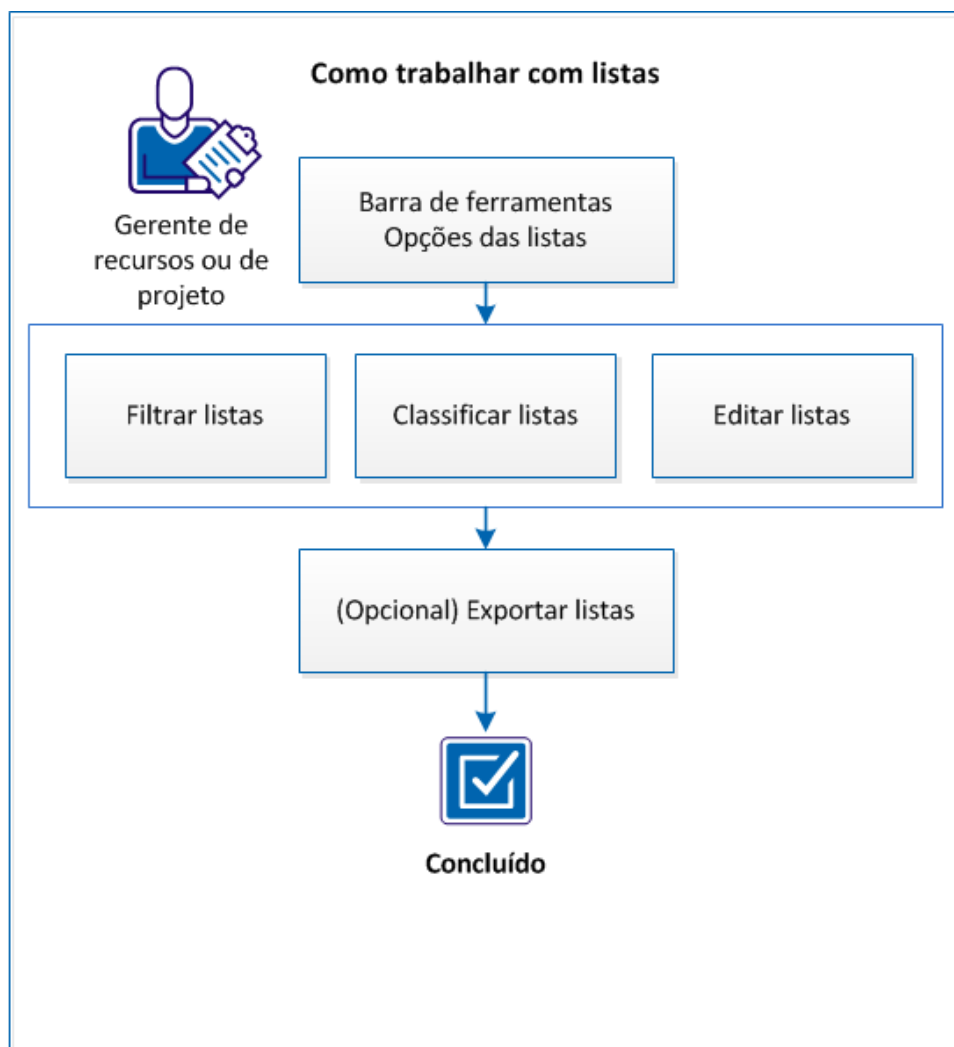 Como trabalhar com listas
Gerente de
recursos ou de
projeto
Barra de ferramentas
Opções das listas
Filtrar listas
Classificar listas
Editar listas
(Opcional) Exportar listas
Concluído